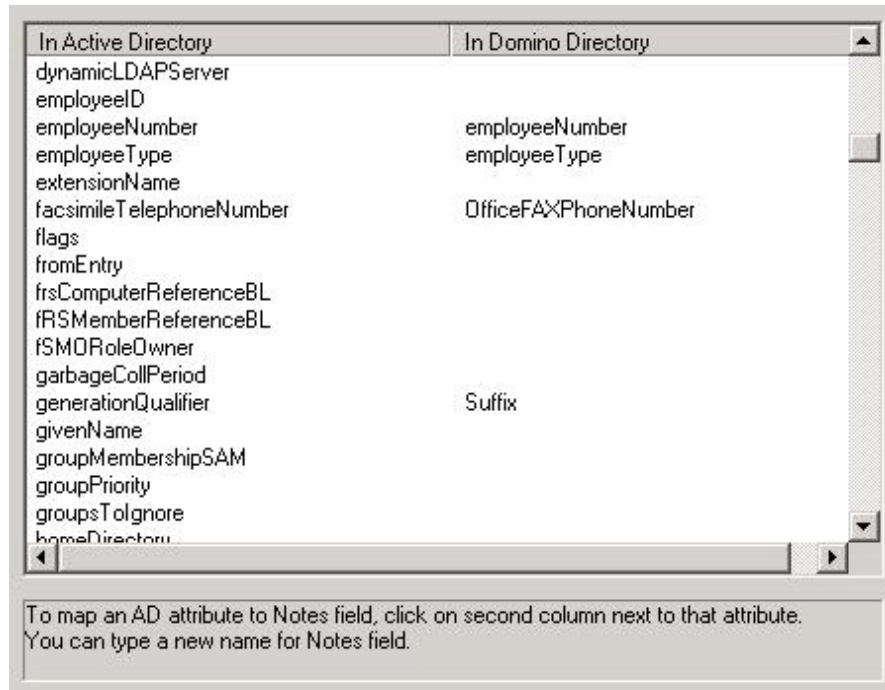 In Active Directory In Domino Directory
dynamicLDAPServer
employeeID
employeeNumber employeeNumber
employeeType employeeType
extensionName
facsimileTelephoneNumber OfficeFAXPhoneNumber
flags
fromEntry
frsComputerReferenceBL
fRSMemberReferenceBL
fSMORoleOwner
garbageCollPeriod
generationQualifier Suffix
givenName
groupMembershipSAM
groupPriority
groupsToIgnore
homeDirectory
To map an AD attribute to Notes field, click on second column next to that attribute.
You can type a new name for Notes field.